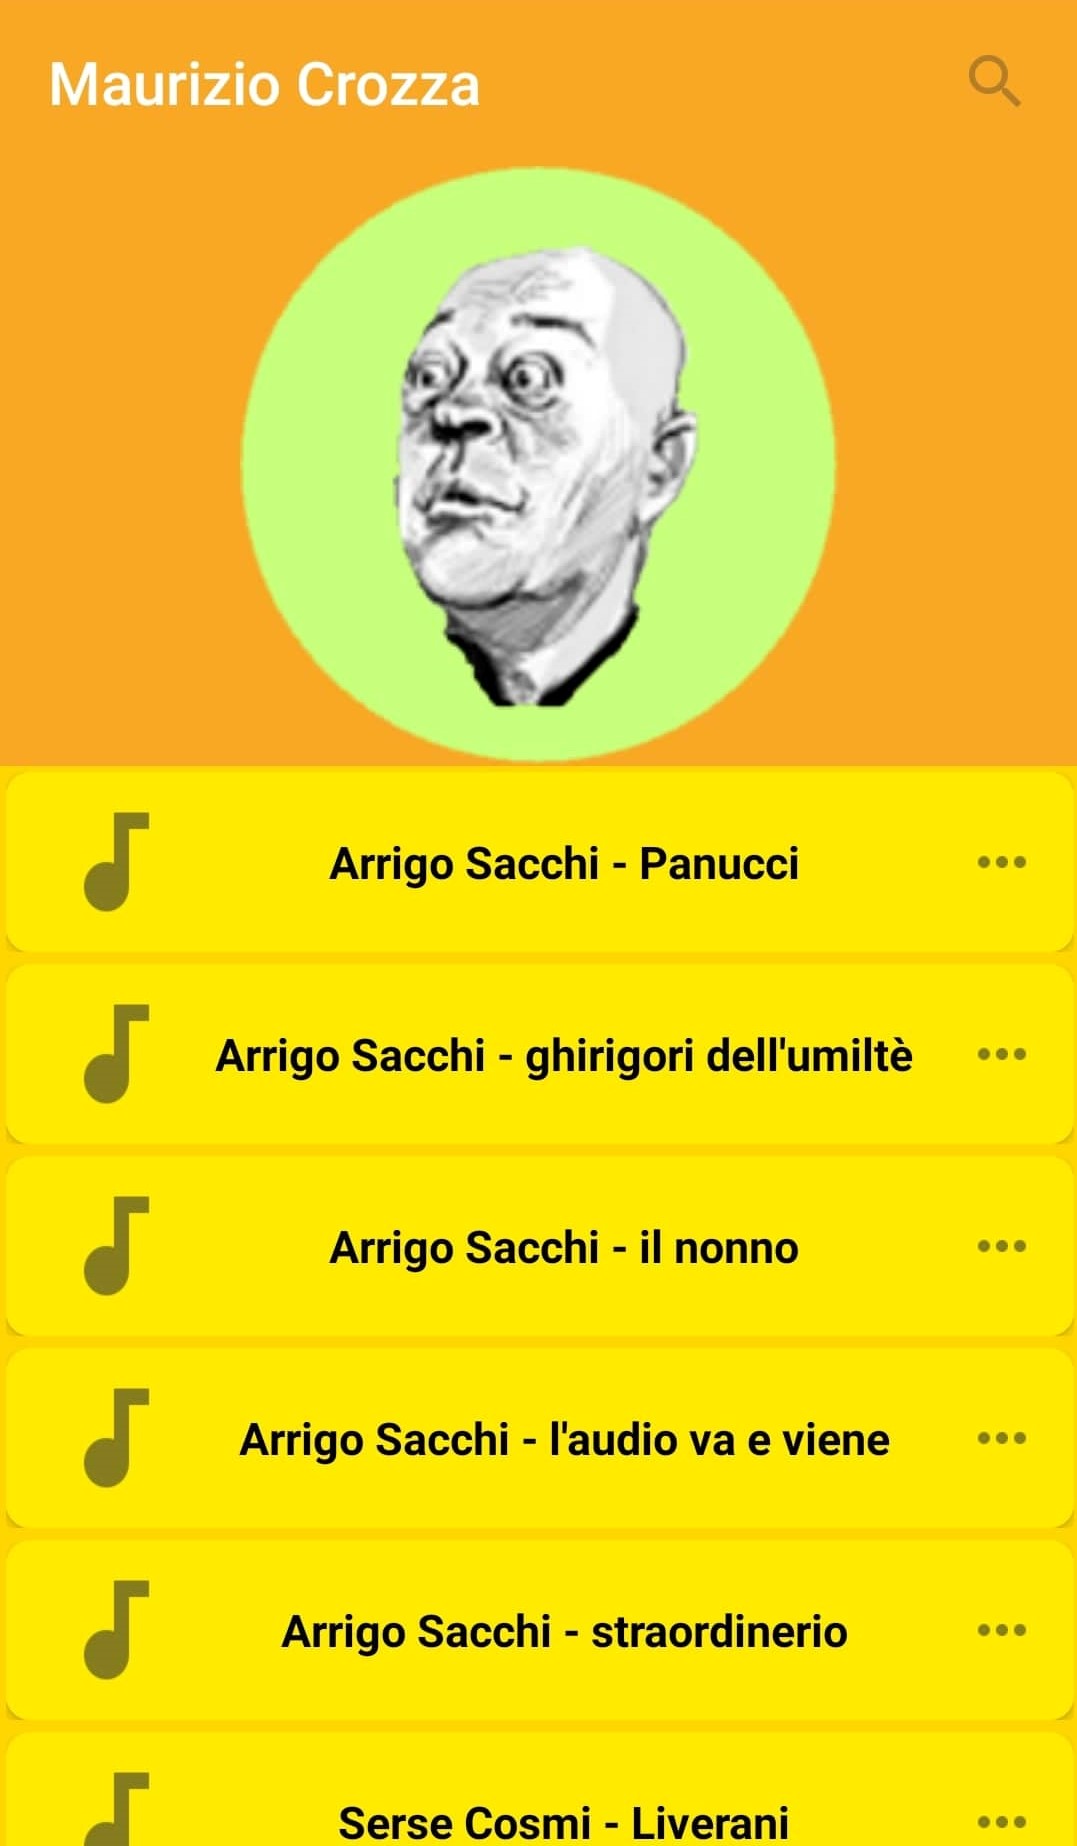 Maurizio Crozza
Arrigo Sacchi - Panucci
Arrigo Sacchi - ghirigori dell'umiltè
Arrigo Sacchi - il nonno
Arrigo Sacchi - l'audio va e viene
Arrigo Sacchi - straordinerio
Serse Cosmi - Liverani